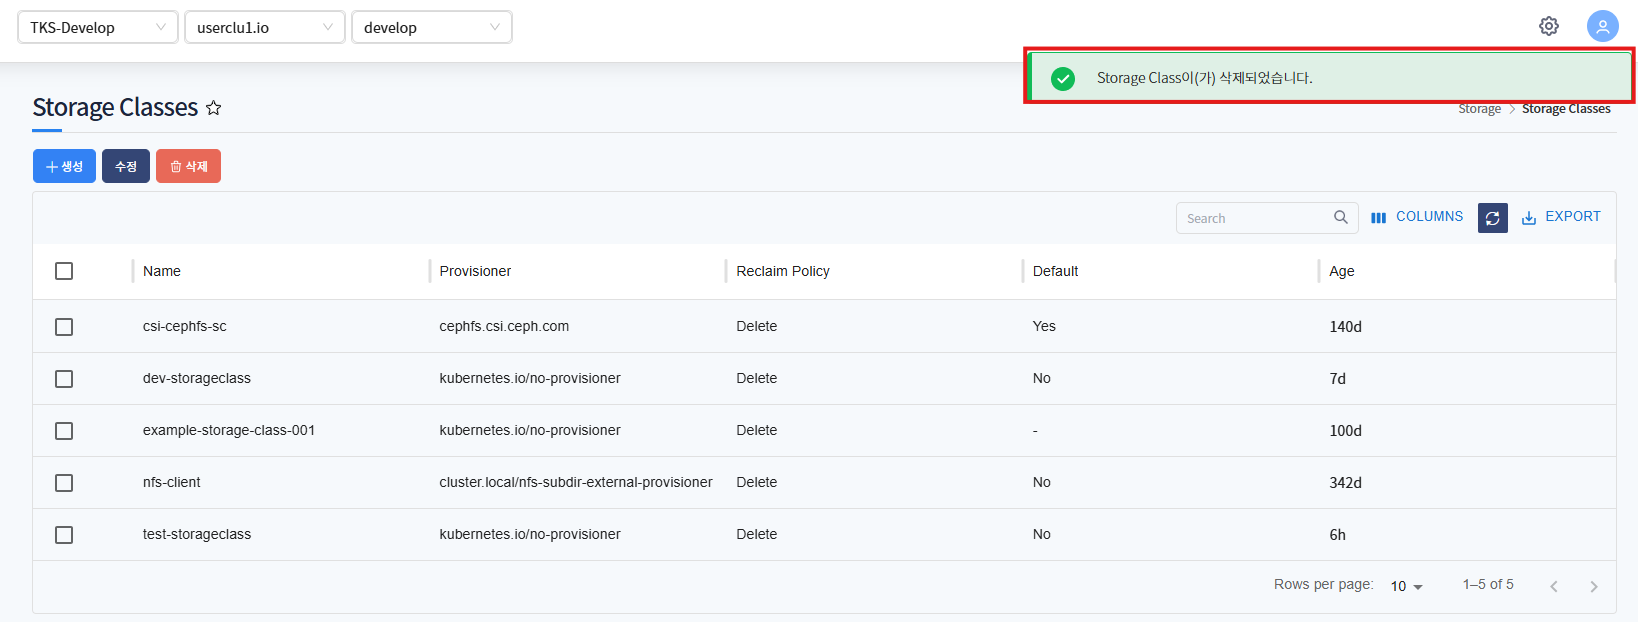 TKS-Develop userclu1.io develop
Storage Class이(가) 삭제되었습니다.
Storage Classes
Storage > Storage Classes
생성 수정 삭제
Search COLUMNS EXPORT
Name Provisioner Reclaim Policy Default Age
csi-cephfs-sc cephfs.csi.ceph.com Delete Yes 140d
dev-storageclass kubernetes.io/no-provisioner Delete No 7d
example-storage-class-001 kubernetes.io/no-provisioner Delete - 100d
nfs-client cluster.local/nfs-subdir-external-provisioner Delete No 342d
test-storageclass kubernetes.io/no-provisioner Delete No 6h
Rows per page: 10 1–5 of 5